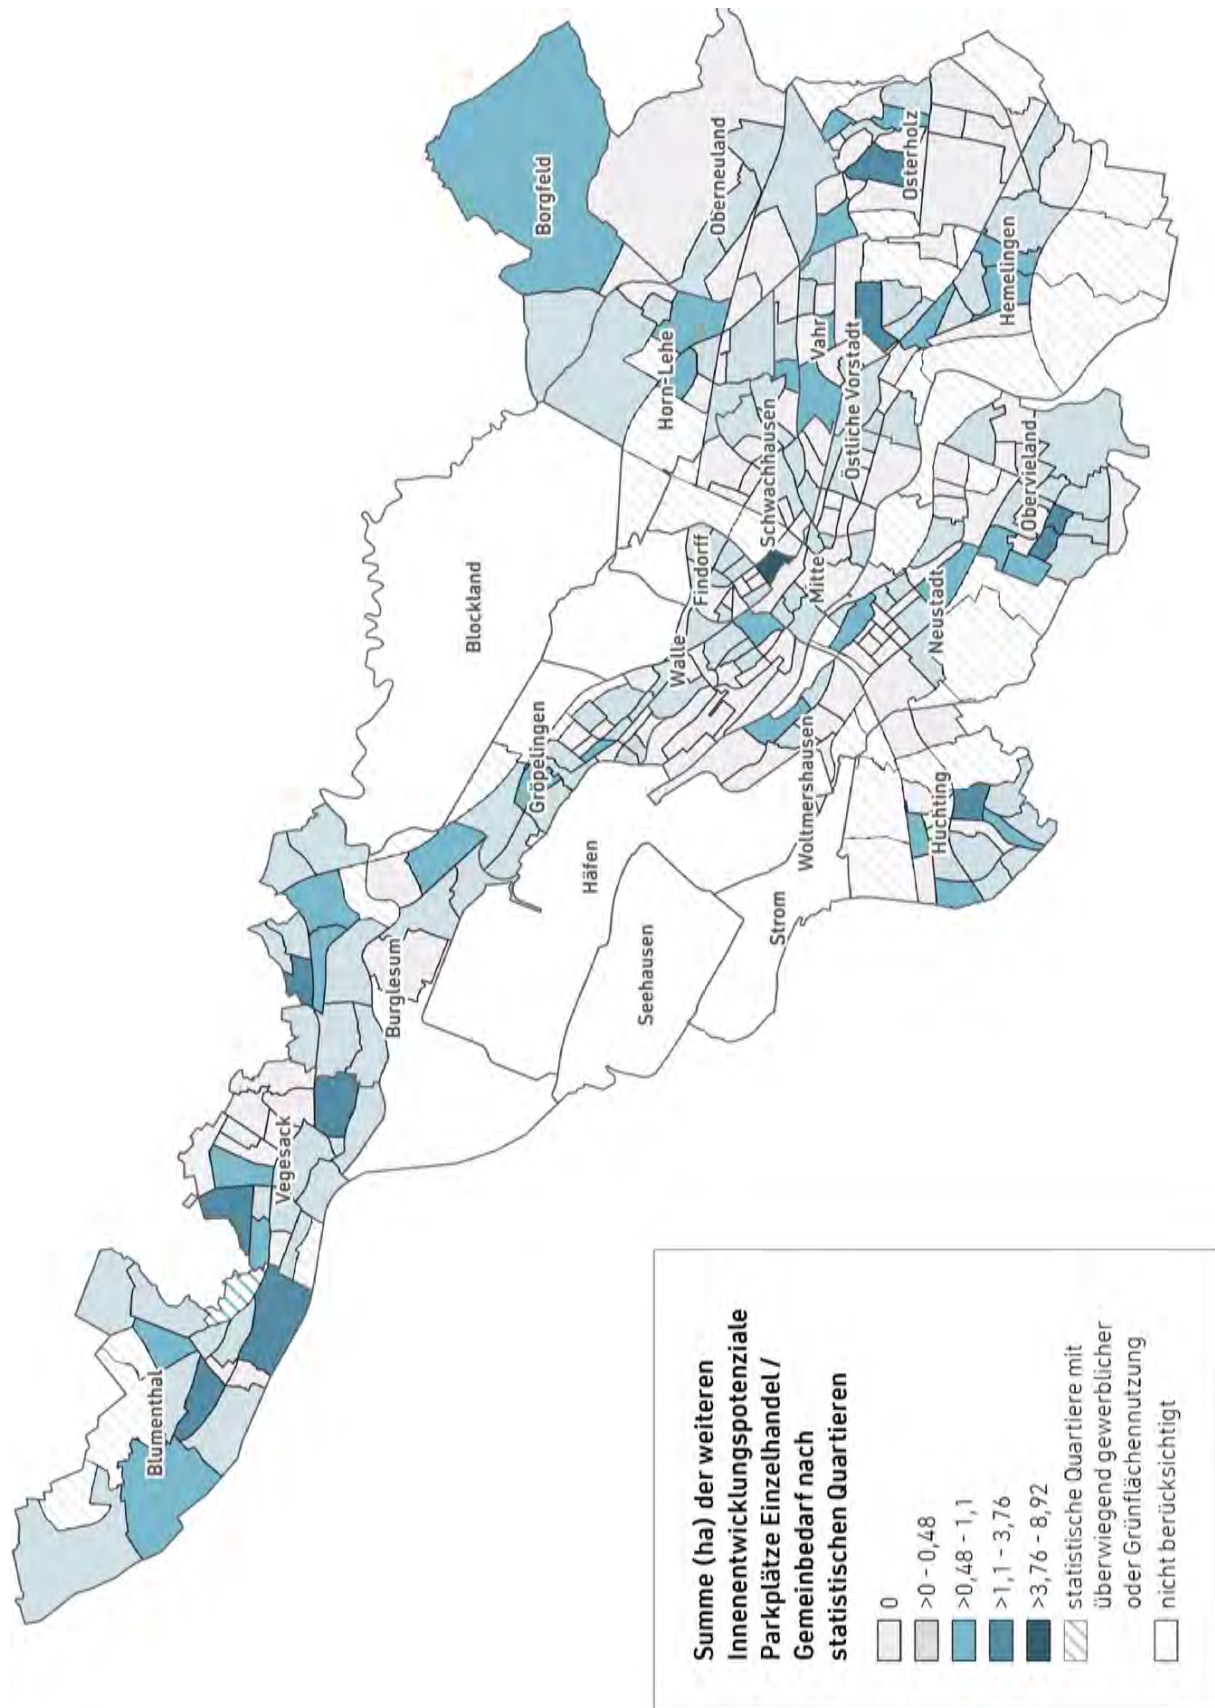 Borgfeld
Oberneuland
Osterholz
Horn-Lehe
Vahr
Östliche Vorstadt
Hemelingen
Schwachhausen
Obervieland
Blockland
Findorff
Mitte
Neustadt
Walle
Gröpelingen
Woltmershausen
Huchting
Häfen
Strom
Seehausen
Burglesum
Vegesack
Blumenthal
Summe (ha) der weiteren
Innenentwicklungspotenziale
Parkplätze Einzelhandel /
Gemeinbedarf nach
statistischen Quartieren
0
>0 - 0,48
>0,48 - 1,1
>1,1 - 3,76
>3,76 - 8,92
statistische Quartiere mit
überwiegend gewerblicher
oder Grünflächennutzung
nicht berücksichtigt